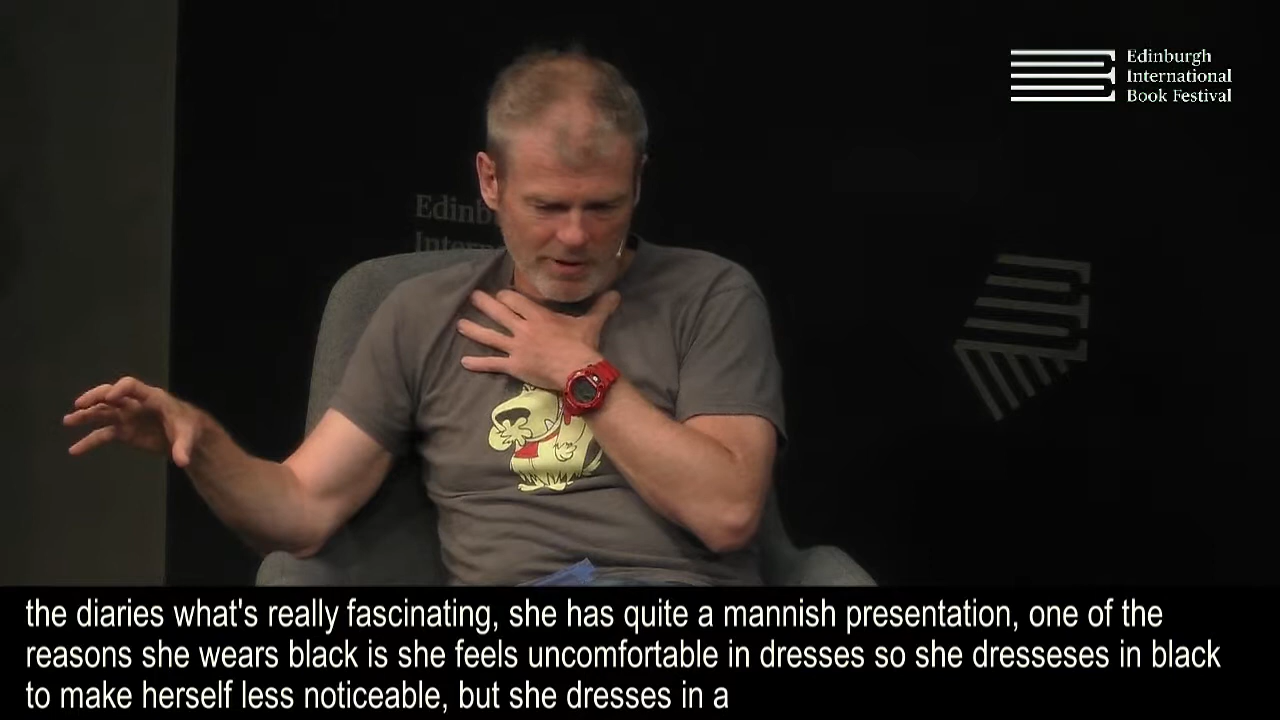 Edinburgh
International
Book Festival
Edinb
Intern
the diaries what's really fascinating, she has quite a mannish presentation, one of the
reasons she wears black is she feels uncomfortable in dresses so she dresseses in black
to make herself less noticeable, but she dresses in a